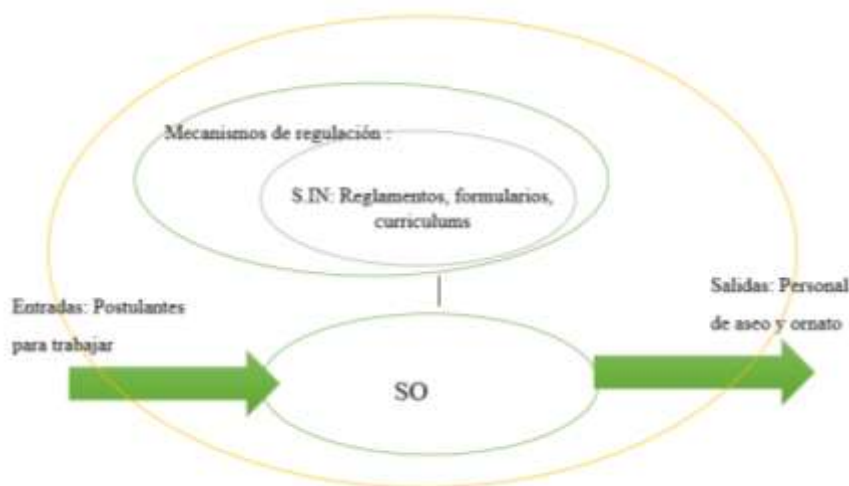 Mecanismos de regulación :
S.IN: Reglamentos, formularios,
curriculums
Entradas: Postulantes
para trabajar
Salidas: Personal
de aseo y ornato
SO